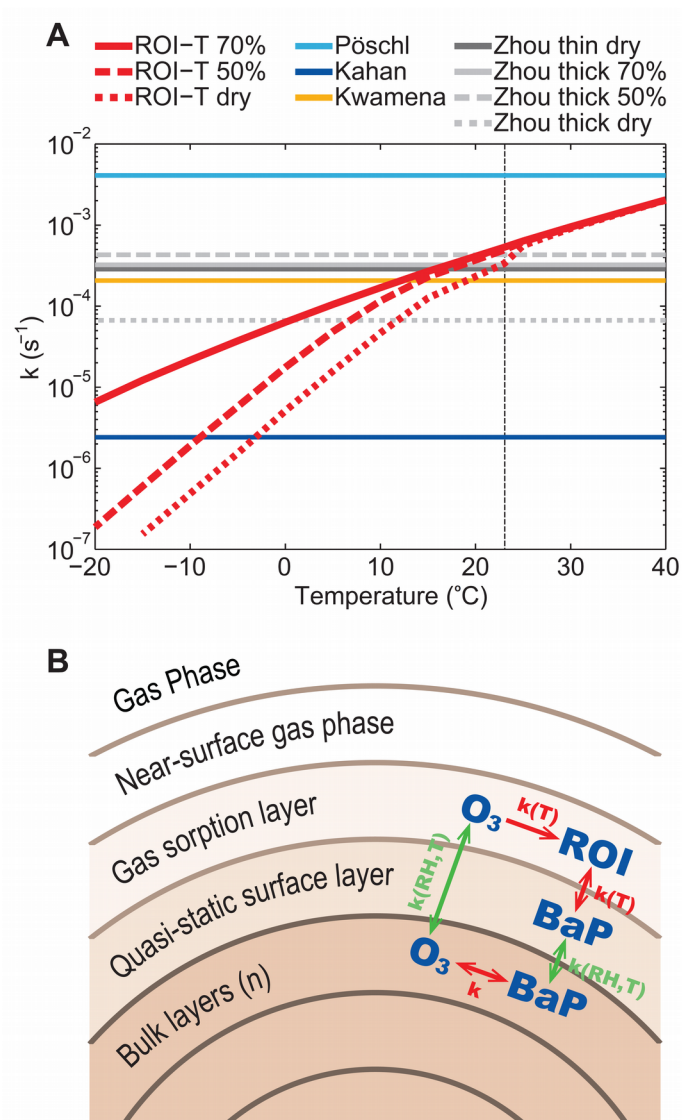 A
ROI−T 70%
ROI−T 50%
ROI−T dry
Pöschl
Kahan
Kwamena
Zhou thin dry
Zhou thick 70%
Zhou thick 50%
Zhou thick dry
10−2
10−3
10−4
10−5
10−6
10−7
k (s−1)
−20 −10 0 10 20 30 40
Temperature (°C)
B
Gas Phase
Near-surface gas phase
Gas sorption layer
Quasi-static surface layer
Bulk layers (n)
O3 k(T) ROI
k(RH,T)
k(T)
BaP
k(RH,T)
O3 k BaP